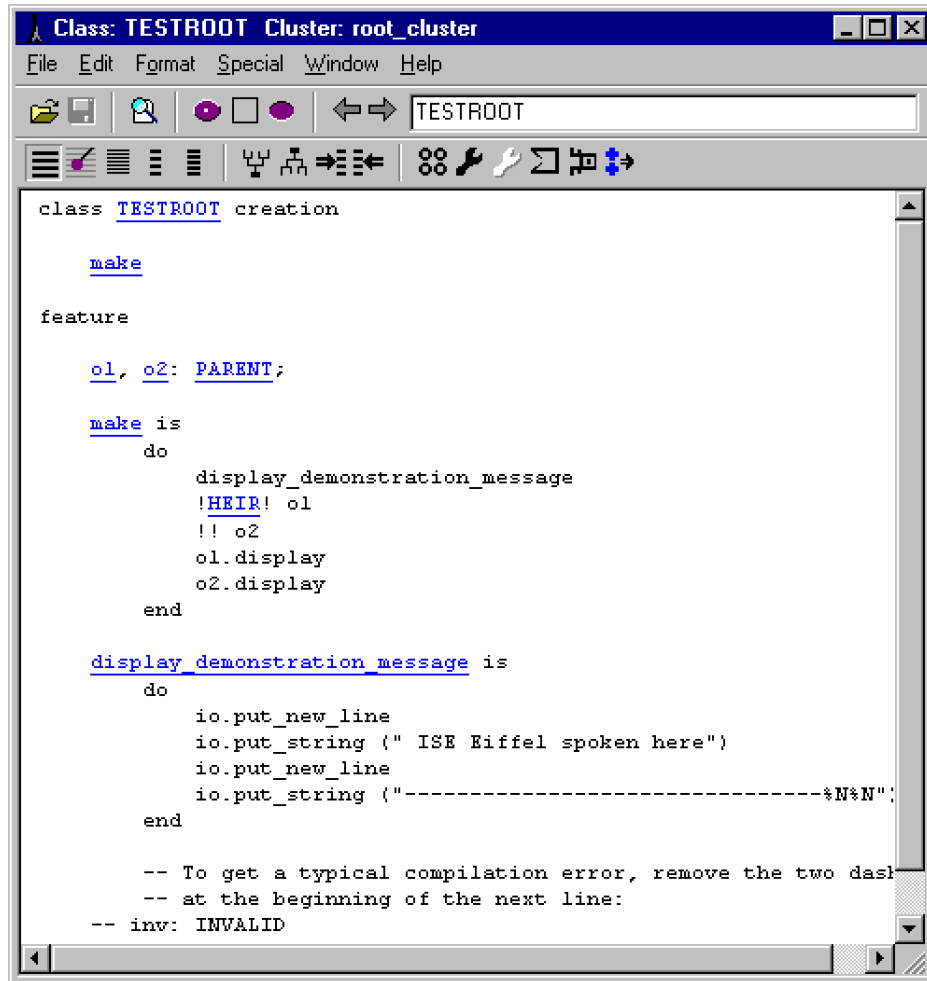 Class: TESTROOT Cluster: root_cluster
File Edit Format Special Window Help
TESTROOT
class TESTROOT creation
make
feature
o1, o2: PARENT;
make is
do
display_demonstration_message
!HEIR! o1
!! o2
o1.display
o2.display
end
display_demonstration_message is
do
io.put_new_line
io.put_string (" ISE Eiffel spoken here")
io.put_new_line
io.put_string ("--------------------------------%N%N"
end
-- To get a typical compilation error, remove the two
-- at the beginning of the next line:
-- inv: INVALID